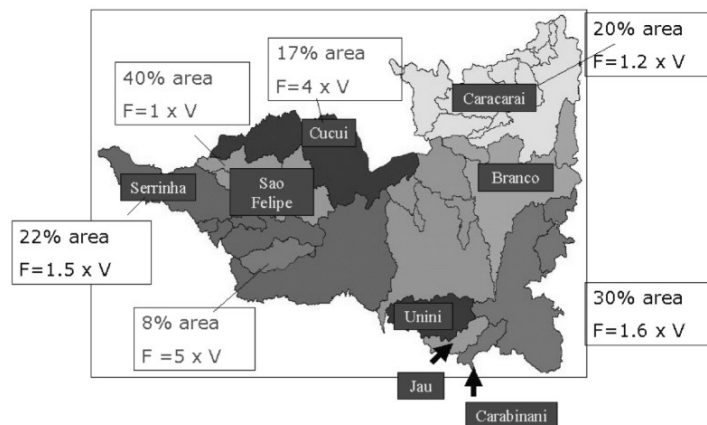 20% area
F=1.2 x V
17% area
F=4 x V
40% area
F=1 x V
Caracarai
Cucui
Serrinha
Sao
Felipe
Branco
22% area
F=1.5 x V
8% area
F =5 x V
Unini
30% area
F=1.6 x V
Jau
Carabinani